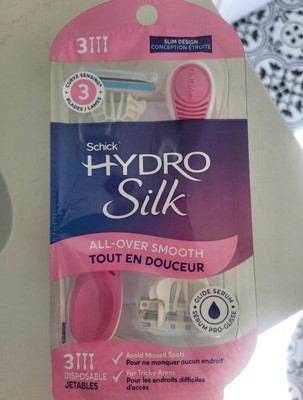 3
SLIM DESIGN
CONCEPTION ÉTROITE
CURVE SENSING*
3
BLADES / LAMES
Schick
HYDRO
Silk
ALL-OVER SMOOTH
TOUT EN DOUCEUR
GLIDE SERUM
SÉRUM PRO-GLISSE
3
DISPOSABLE
JETABLES
Avoid Missed Spots
Pour ne manquer aucun endroit
For Tricky Areas
Pour les endroits difficiles
d'accès